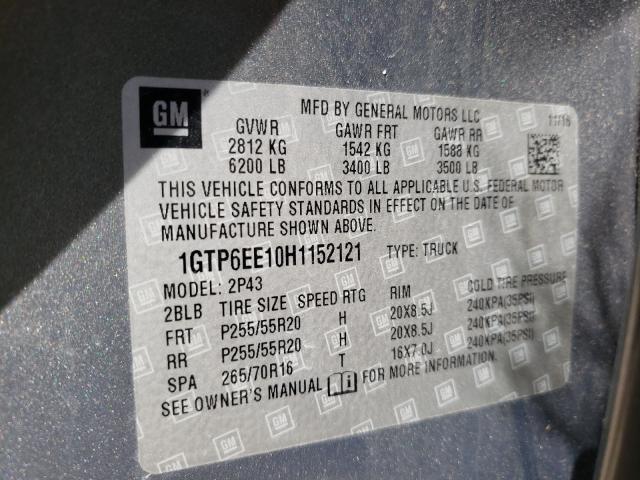 GM
MFD BY GENERAL MOTORS LLC 11/16
GVWR GAWR FRT GAWR RR
2812 KG 1542 KG 1588 KG
6200 LB 3400 LB 3500 LB
THIS VEHICLE CONFORMS TO ALL APPLICABLE U.S. FEDERAL MOTOR
VEHICLE SAFETY STANDARDS IN EFFECT ON THE DATE OF
MANUFACTURE SHOWN ABOVE.
1GTP6EE10H1152121 TYPE: TRUCK
MODEL: 2P43
2BLB TIRE SIZE SPEED RTG RIM COLD TIRE PRESSURE
FRT P255/55R20 H 20X8.5J 240KPA(35PSI)
RR P255/55R20 H 20X8.5J 240KPA(35PSI)
SPA 265/70R16 T 16X7.0J 240KPA(35PSI)
SEE OWNER'S MANUAL FOR MORE INFORMATION.